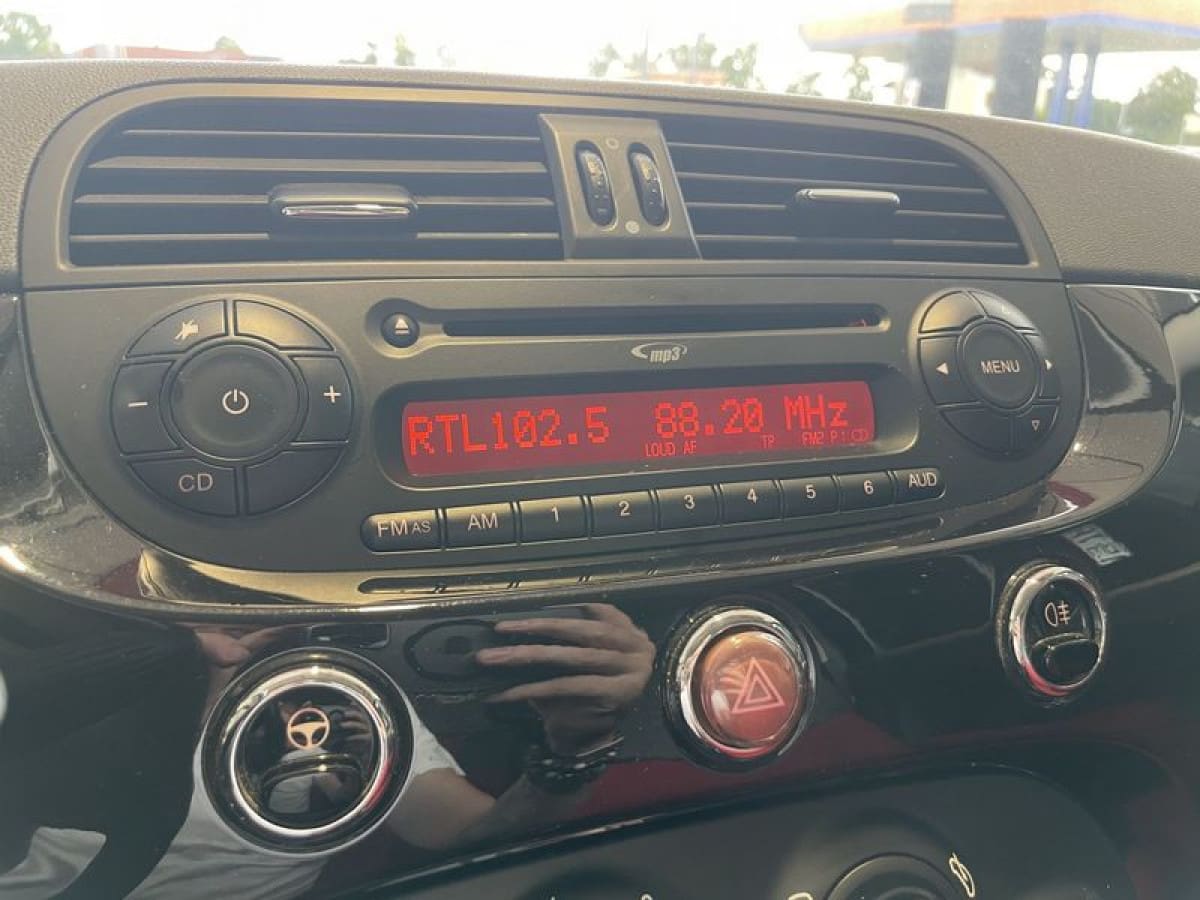 mp3
MENU
CD
RTL102.5 88.20 MHz
LOUD AF TP FM2 P1 CD
FM AS AM 1 2 3 4 5 6 AUD